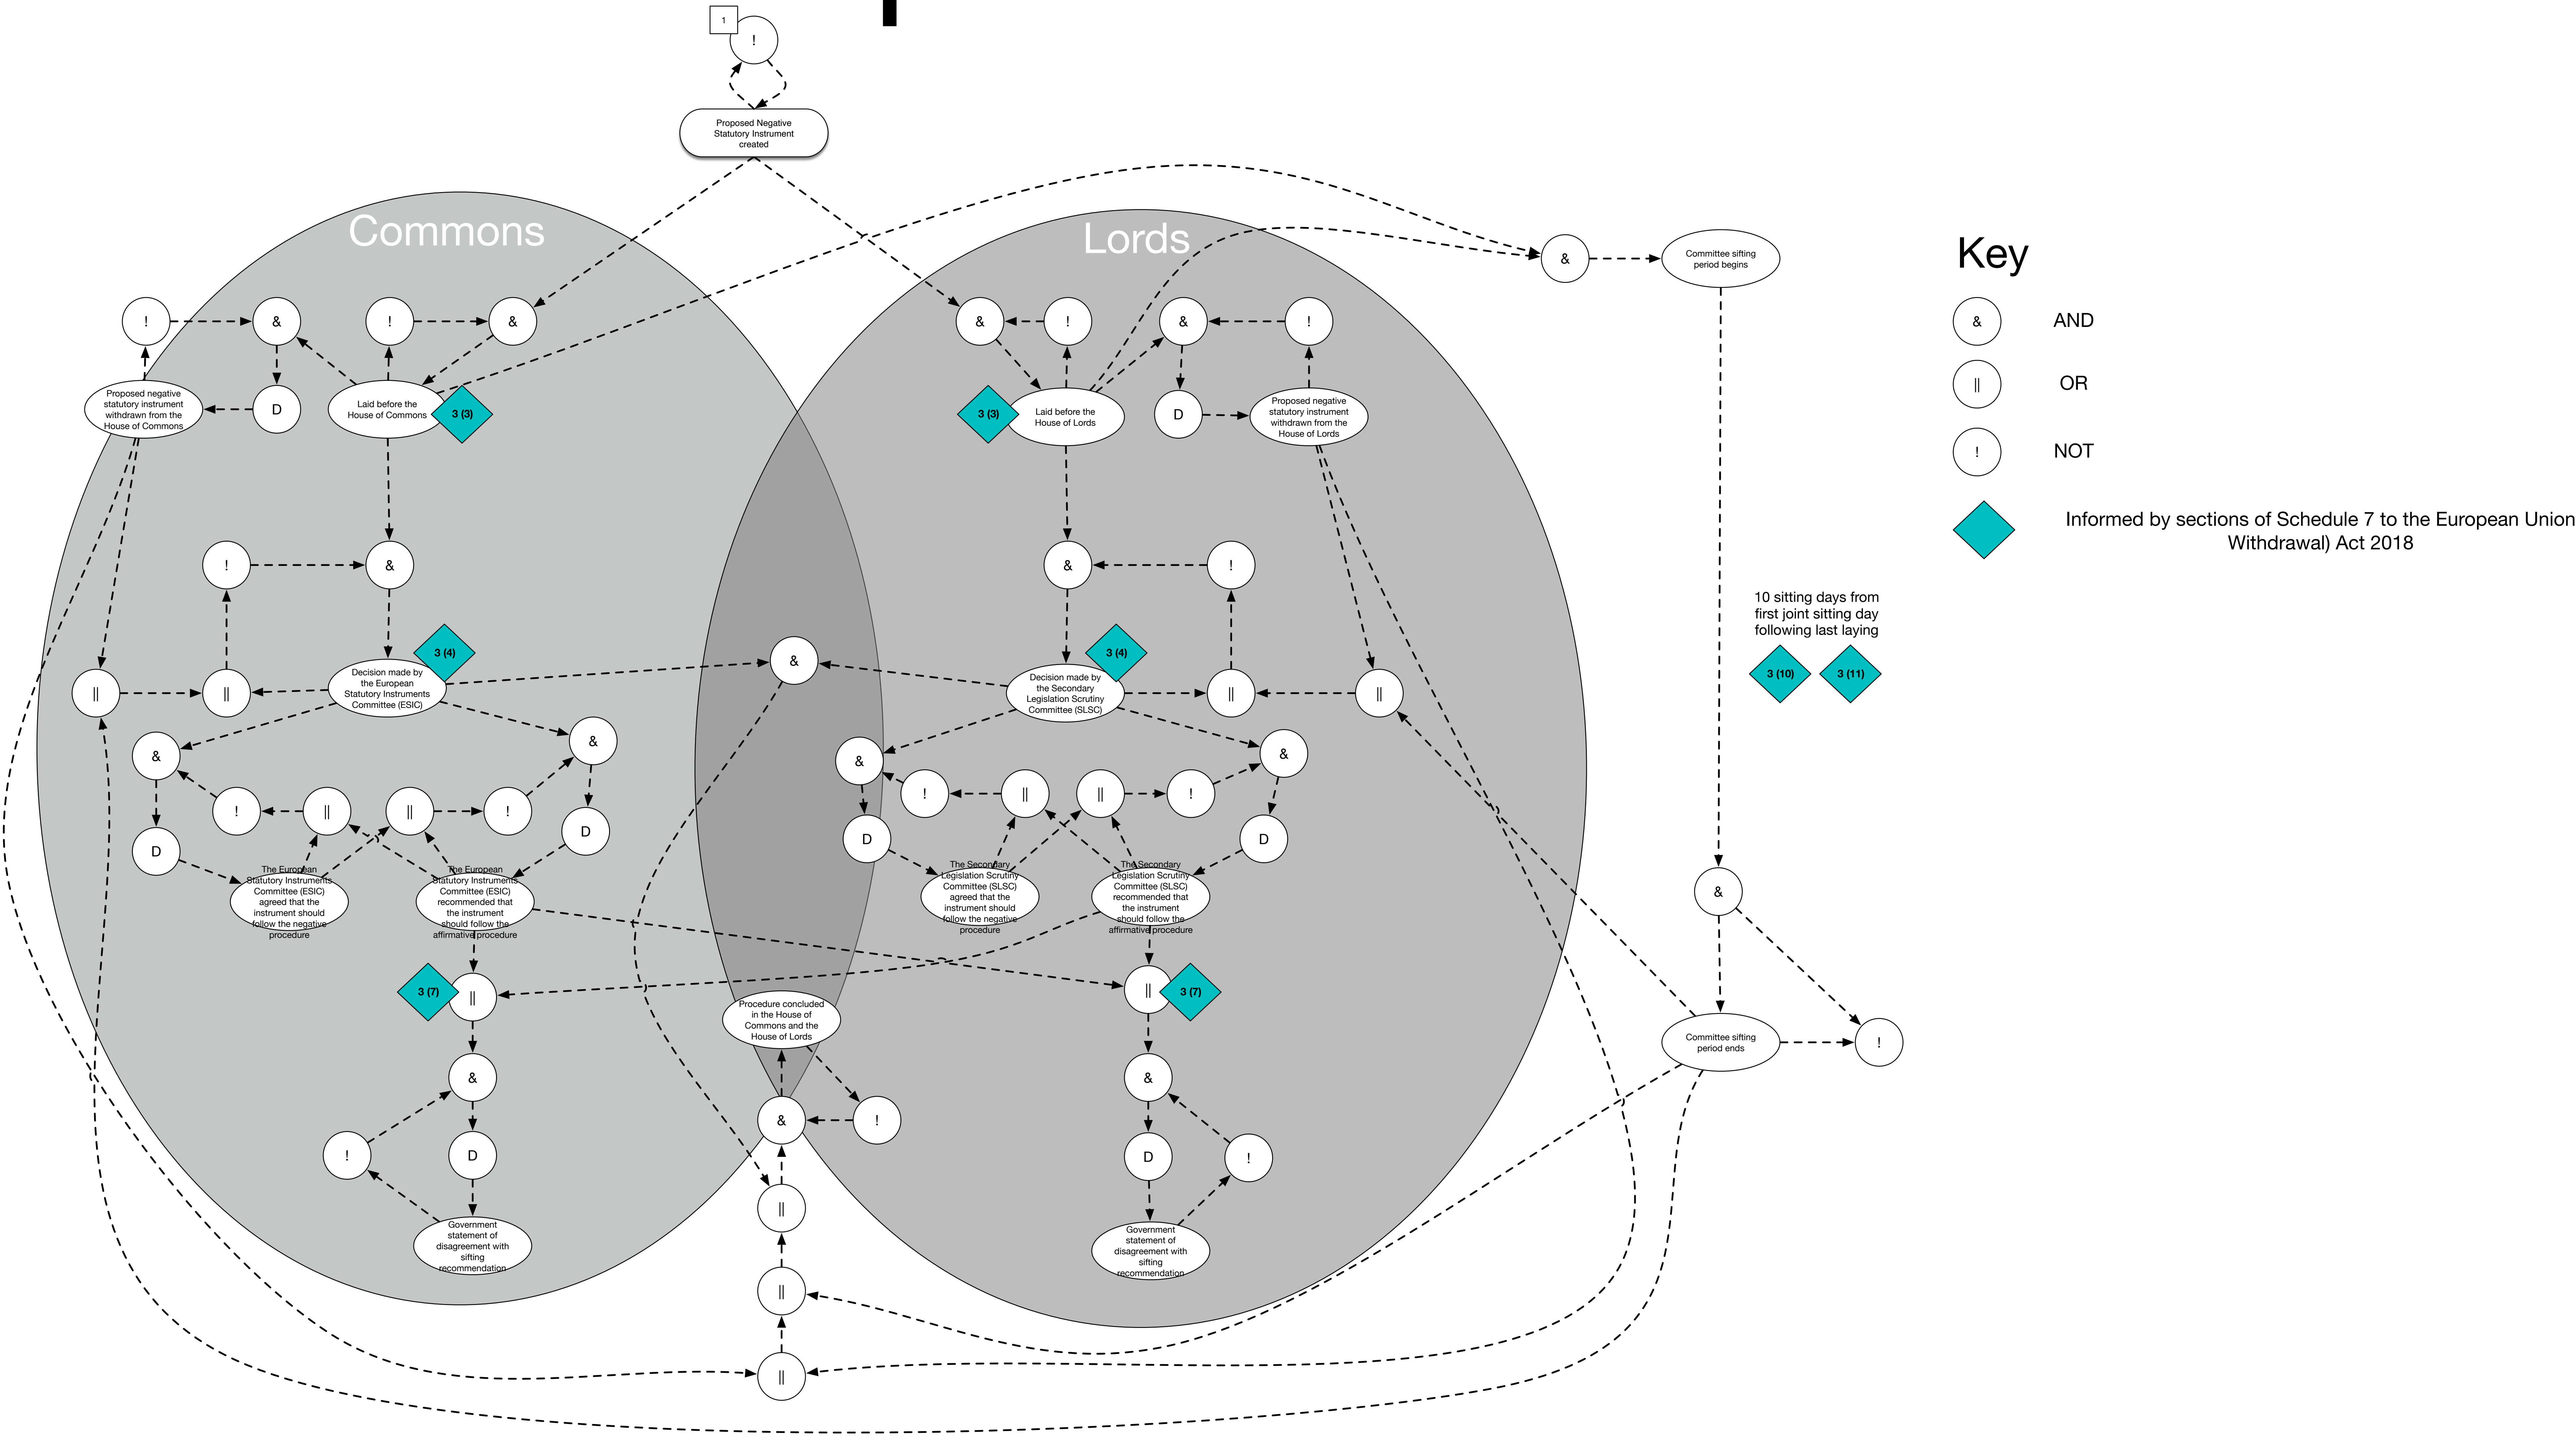 1
!
Proposed Negative
Statutory Instrument
created
Commons
Lords
&
Committee sifting
period begins
Key
!
&
!
&
&
!
&
!
&
AND
||
OR
!
NOT
Proposed negative
statutory instrument
withdrawn from the
House of Commons
D
Laid before the
House of Commons
3 (3)
3 (3)
Laid before the
House of Lords
D
Proposed negative
statutory instrument
withdrawn from the
House of Lords
Informed by sections of Schedule 7 to the European Union
Withdrawal) Act 2018
!
&
&
!
10 sitting days from
first joint sitting day
following last laying
3 (10)
3 (11)
3 (4)
&
3 (4)
||
||
Decision made by
the European
Statutory Instruments
Committee (ESIC)
Decision made by
the Secondary
Legislation Scrutiny
Committee (SLSC)
||
||
&
&
&
&
!
||
||
!
!
||
||
!
D
D
D
D
The European
Statutory Instruments
Committee (ESIC)
agreed that the
instrument should
follow the negative
procedure
The European
Statutory Instruments
Committee (ESIC)
recommended that
the instrument
should follow the
affirmative procedure
The Secondary
Legislation Scrutiny
Committee (SLSC)
agreed that the
instrument should
follow the negative
procedure
The Secondary
Legislation Scrutiny
Committee (SLSC)
recommended that
the instrument
should follow the
affirmative procedure
&
3 (7)
||
Procedure concluded
in the House of
Commons and the
House of Lords
||
3 (7)
Committee sifting
period ends
!
&
&
&
!
!
D
D
!
||
Government
statement of
disagreement with
sifting
recommendation
Government
statement of
disagreement with
sifting
recommendation
||
||